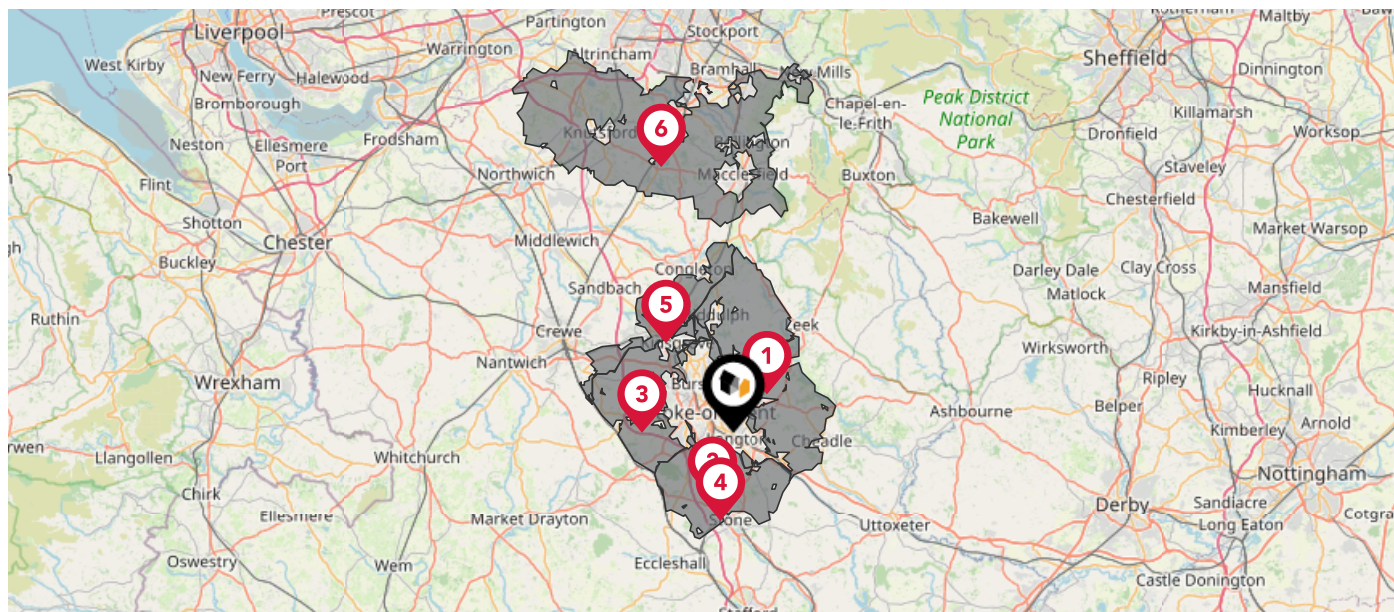 Prescot
Rotherham
Maltby
Partington
Liverpool
Stockport
Warrington
Altrincham
Sheffield
West Kirby
New Ferry
Halewood
Bramhall
Mills
Dinnington
Bromborough
Chapel-en-
le-Frith
Peak District
National
Park
Killamarsh
Knutsford
6
Frodsham
Dronfield
Worksop
Neston
Ellesmere
Port
Bollington
Staveley
Flint
Northwich
Macclesfield
Buxton
Chesterfield
Shotton
Bakewell
Market Warsop
Chester
Middlewich
Buckley
Congleton
Darley Dale
Clay Cross
Sandbach
Matlock
Mansfield
5
Ruthin
Crewe
Kirkby-in-Ashfield
Nantwich
1
Wirksworth
Wrexham
Ripley
Hucknall
3
Ashbourne
Belper
Arnold
Kimberley
Cheadle
Llangollen
Whitchurch
2
Nottingham
4
Chirk
Derby
Sandiacre
Ellesmere
Market Drayton
Stone
Uttoxeter
Long Eaton
Oswestry
Wem
Eccleshall
Castle Donington
Stafford